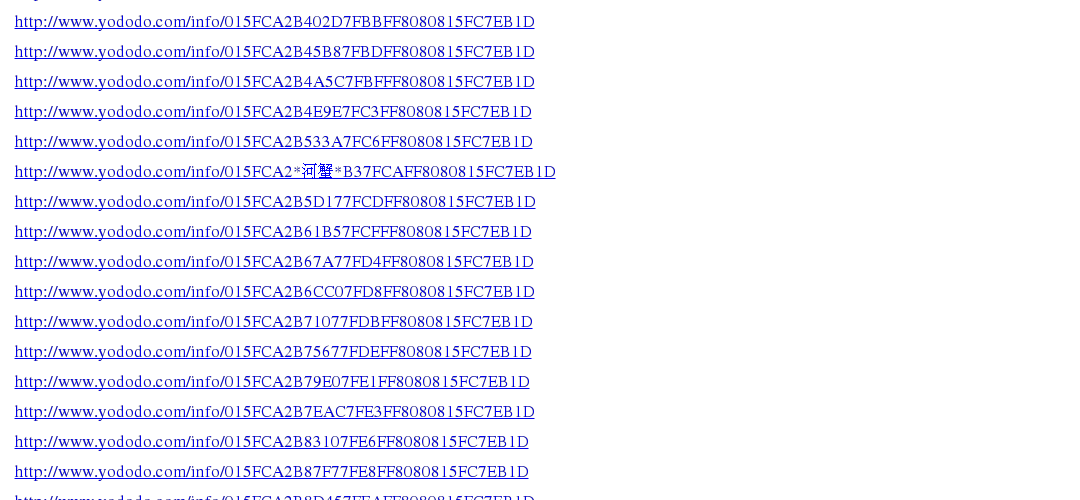 http://www.yododo.com/info/015FCA2B402D7FBBFF8080815FC7EB1D
http://www.yododo.com/info/015FCA2B45B87FBDFF8080815FC7EB1D
http://www.yododo.com/info/015FCA2B4A5C7FBFFF8080815FC7EB1D
http://www.yododo.com/info/015FCA2B4E9E7FC3FF8080815FC7EB1D
http://www.yododo.com/info/015FCA2B533A7FC6FF8080815FC7EB1D
http://www.yododo.com/info/015FCA2*河蟹*B37FCAFF8080815FC7EB1D
http://www.yododo.com/info/015FCA2B5D177FCDFF8080815FC7EB1D
http://www.yododo.com/info/015FCA2B61B57FCFFF8080815FC7EB1D
http://www.yododo.com/info/015FCA2B67A77FD4FF8080815FC7EB1D
http://www.yododo.com/info/015FCA2B6CC07FD8FF8080815FC7EB1D
http://www.yododo.com/info/015FCA2B71077FDBFF8080815FC7EB1D
http://www.yododo.com/info/015FCA2B75677FDEFF8080815FC7EB1D
http://www.yododo.com/info/015FCA2B79E07FE1FF8080815FC7EB1D
http://www.yododo.com/info/015FCA2B7EAC7FE3FF8080815FC7EB1D
http://www.yododo.com/info/015FCA2B83107FE6FF8080815FC7EB1D
http://www.yododo.com/info/015FCA2B87F77FE8FF8080815FC7EB1D